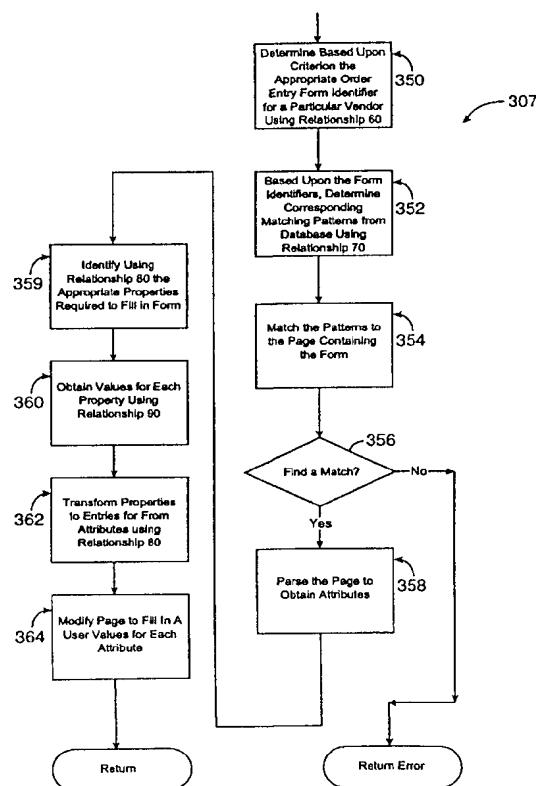 Determine Based Upon
Criterion the
Appropriate Order
Entry Form Identifier
for a Particular Vendor
Using Relationship 60
350
307
Based Upon the Form
Identifiers, Determine
Corresponding
Matching Patterns from
Database Using
Relationship 70
352
Match the Patterns to
the Page Containing
the Form
354
Find a Match?
356
No
Yes
Parse the Page to
Obtain Attributes
358
Return Error
Identify Using
Relationship 80 the
Appropriate Properties
Required to Fill in Form
359
Obtain Values for Each
Property Using
Relationship 90
360
Transform Properties
to Entries for From
Attributes using
Relationship 80
362
Modify Page to Fill In A
User Values for Each
Attribute
364
Return